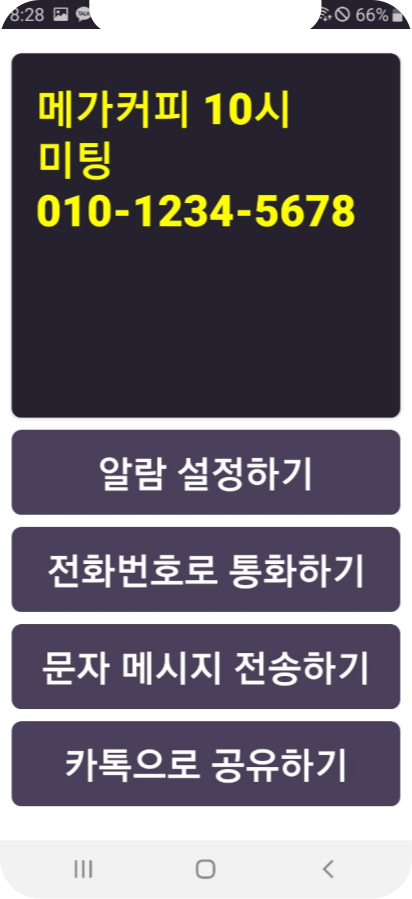 8:28 66%
메가커피 10시
미팅
010-1234-5678
알람 설정하기
전화번호로 통화하기
문자 메시지 전송하기
카톡으로 공유하기